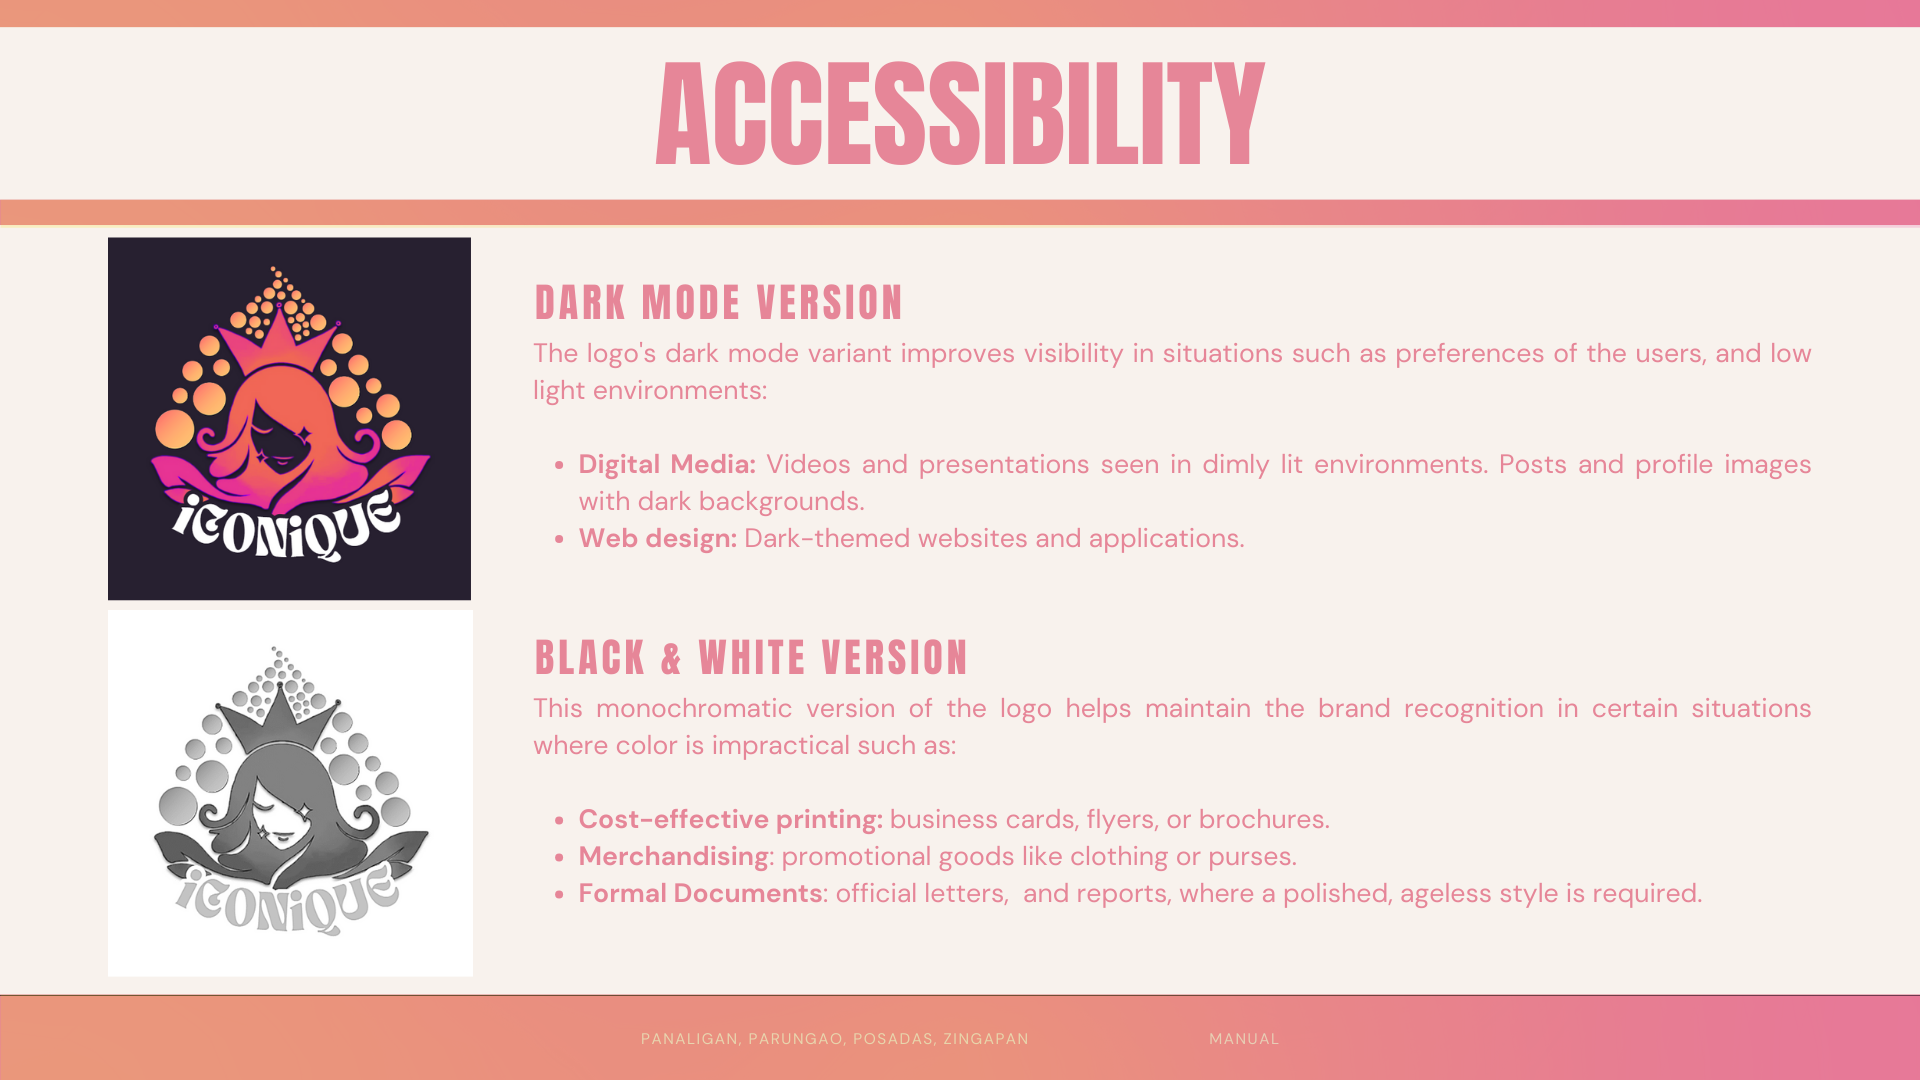 ACCESSIBILITY
iCONiQUE
DARK MODE VERSION
The logo's dark mode variant improves visibility in situations such as preferences of the users, and low
light environments:
• Digital Media: Videos and presentations seen in dimly lit environments. Posts and profile images
with dark backgrounds.
• Web design: Dark-themed websites and applications.
iCONiQUE
BLACK & WHITE VERSION
This monochromatic version of the logo helps maintain the brand recognition in certain situations
where color is impractical such as:
• Cost-effective printing: business cards, flyers, or brochures.
• Merchandising: promotional goods like clothing or purses.
• Formal Documents: official letters,  and reports, where a polished, ageless style is required.
PANALIGAN, PARUNGAO, POSADAS, ZINGAPAN
MANUAL